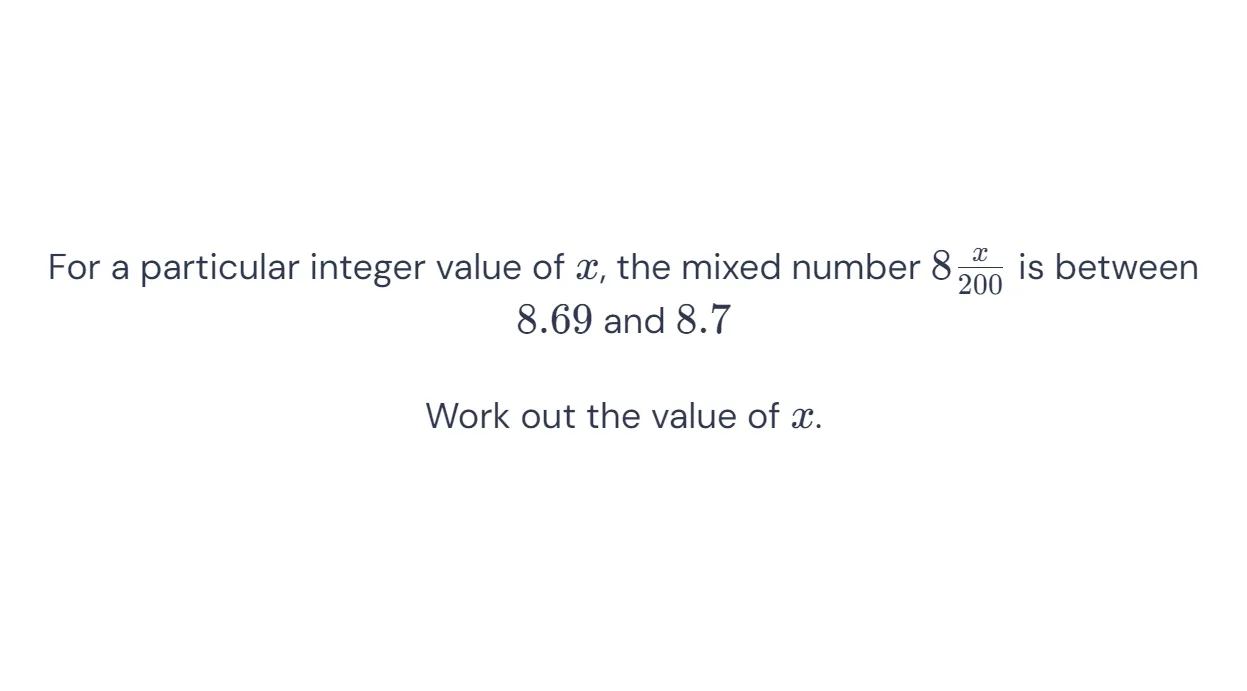 For a particular integer value of x, the mixed number 8 x/200 is between
8.69 and 8.7
Work out the value of x.